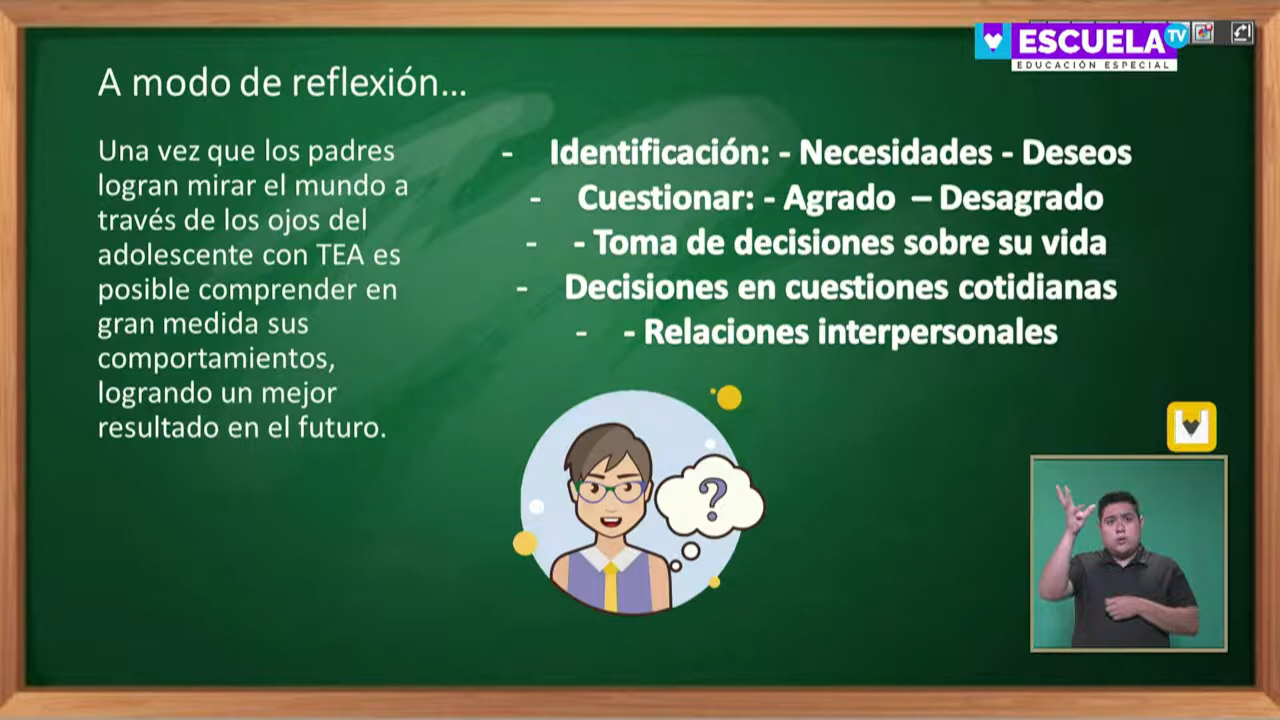 ESCUELA TV
EDUCACIÓN ESPECIAL
A modo de reflexión...
Una vez que los padres
logran mirar el mundo a
través de los ojos del
adolescente con TEA es
posible comprender en
gran medida sus
comportamientos,
logrando un mejor
resultado en el futuro.
- Identificación: - Necesidades - Deseos
- Cuestionar: - Agrado – Desagrado
- - Toma de decisiones sobre su vida
- Decisiones en cuestiones cotidianas
- - Relaciones interpersonales
?